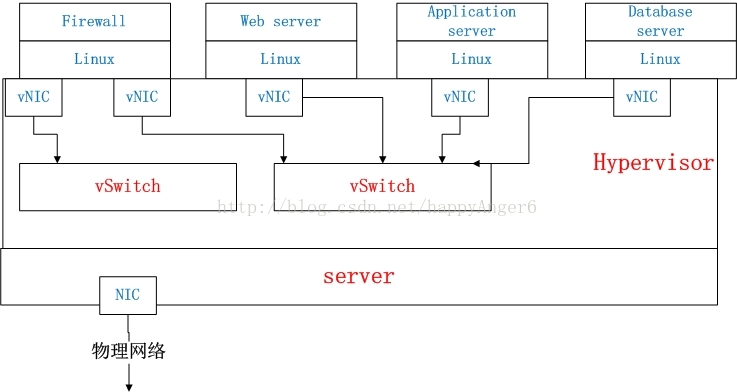 Firewall
Web server
Application
server
Database
server
Linux
Linux
Linux
Linux
vNIC
vNIC
vNIC
vNIC
vNIC
Hypervisor
vSwitch
vSwitch
http://blog.csdn.net/happyAnger6
server
NIC
物理网络